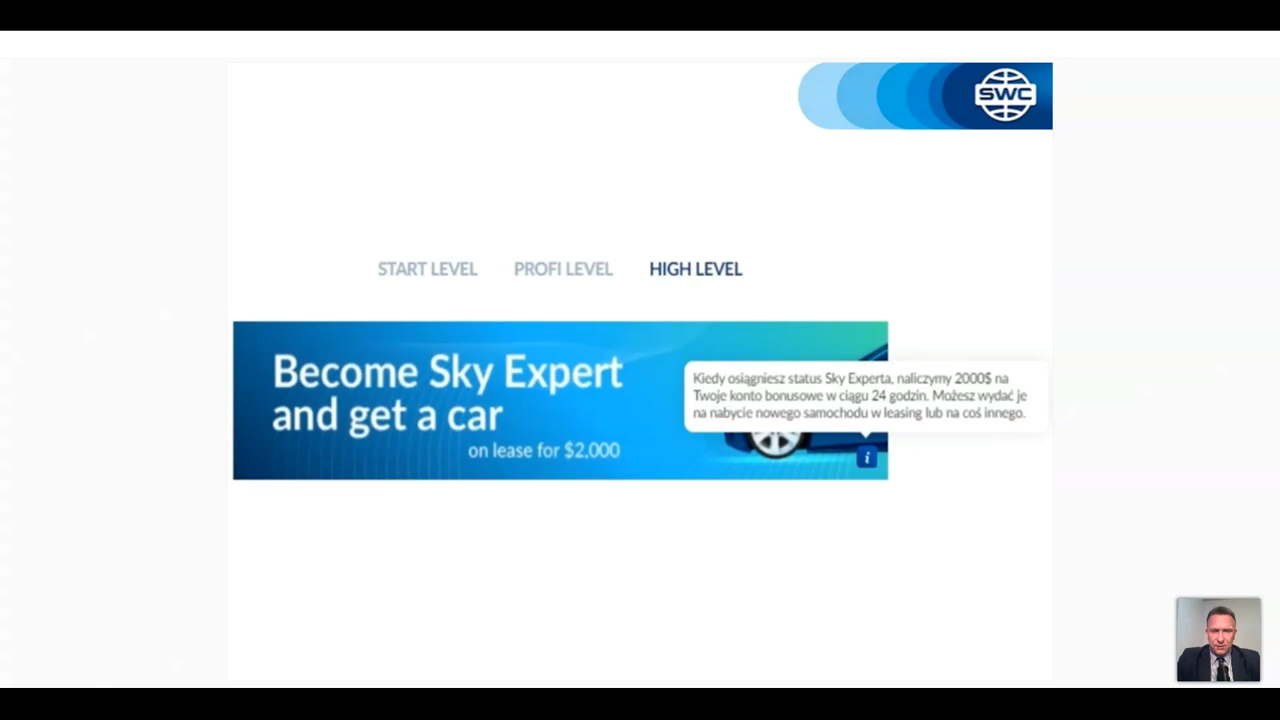 SWC
START LEVEL PROFI LEVEL HIGH LEVEL
Become Sky Expert
and get a car
on lease for $2,000
Kiedy osiągniesz status Sky Experta, naliczymy 2000$ na
Twoje konto bonusowe w ciągu 24 godzin. Możesz wydać je
na nabycie nowego samochodu w leasing lub na coś innego.
i